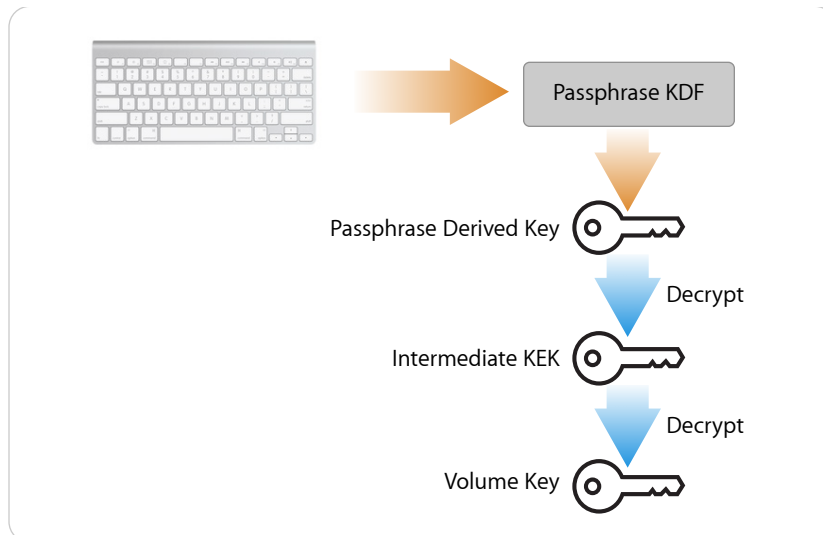 Passphrase KDF
Passphrase Derived Key
Decrypt
Intermediate KEK
Decrypt
Volume Key